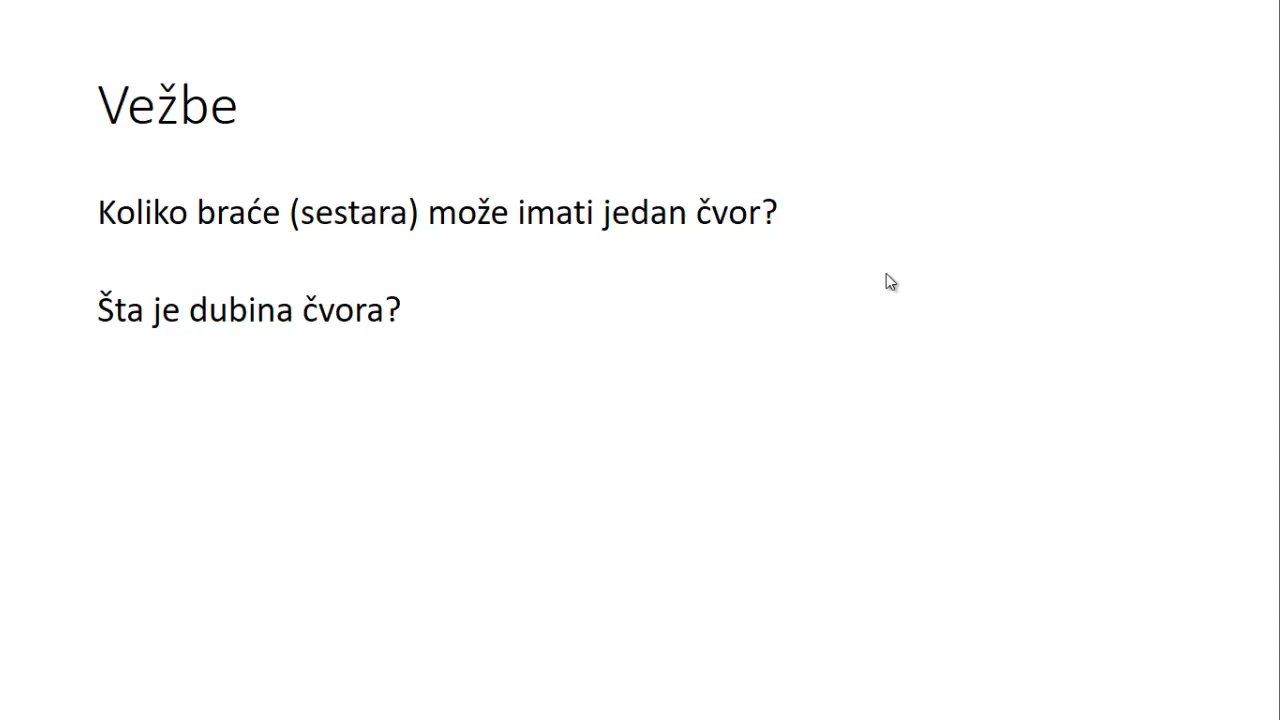 Vežbe
Koliko braće (sestara) može imati jedan čvor?
Šta je dubina čvora?